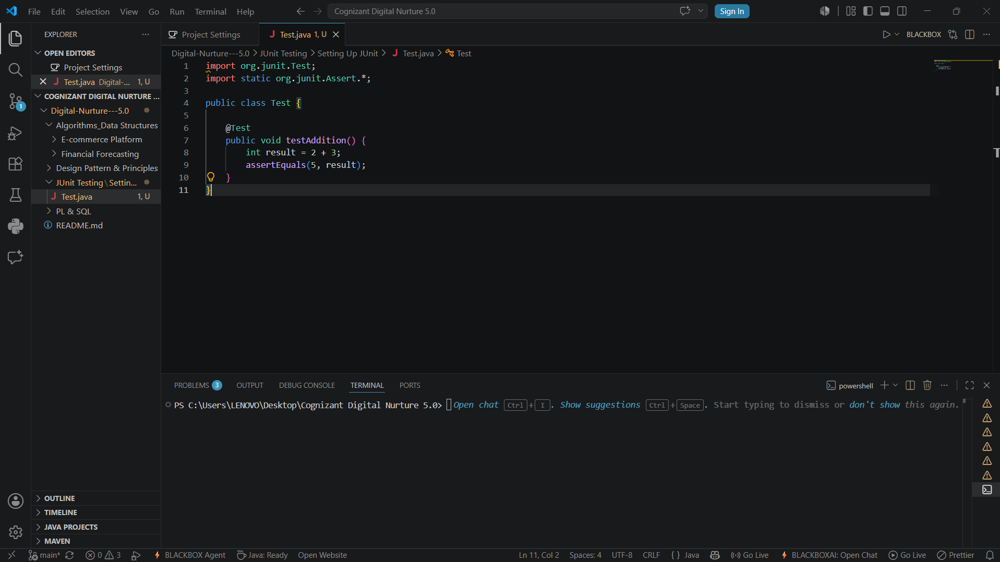 File Edit Selection View Go Run Terminal Help
Cognizant Digital Nurture 5.0
Sign In
EXPLORER
OPEN EDITORS
Project Settings
Test.java Digital-... 1, U
COGNIZANT DIGITAL NURTURE ...
Digital-Nurture---5.0
Algorithms_Data Structures
E-commerce Platform
Financial Forecasting
Design Pattern & Principles
JUnit Testing\Settin...
Test.java 1, U
PL & SQL
README.md
OUTLINE
TIMELINE
JAVA PROJECTS
MAVEN
1
Project Settings
Test.java 1, U
BLACKBOX
Digital-Nurture---5.0 > JUnit Testing > Setting Up JUnit > Test.java > Test
1 import org.junit.Test;
2 import static org.junit.Assert.*;
3
4 public class Test {
5
6 @Test
7 public void testAddition() {
8 int result = 2 + 3;
9 assertEquals(5, result);
10 }
11 }
PROBLEMS 3 OUTPUT DEBUG CONSOLE TERMINAL PORTS
powershell
PS C:\Users\LENOVO\Desktop\Cognizant Digital Nurture 5.0> Open chat Ctrl + I . Show suggestions Ctrl + Space . Start typing to dismiss or don't show this again.
main* 0 3 BLACKBOX Agent Java: Ready Open Website Ln 11, Col 2 Spaces: 4 UTF-8 CRLF { } Java Go Live BLACKBOXAI: Open Chat Go Live Prettier